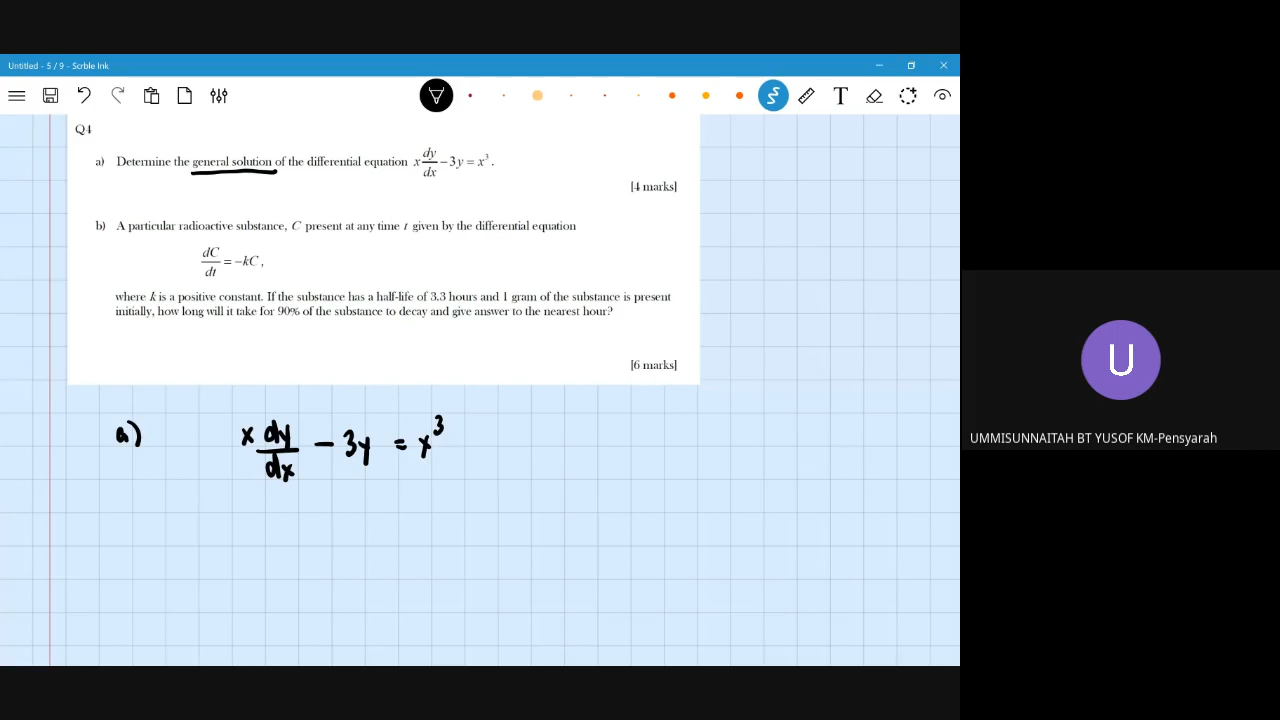 Untitled - 5 / 9 - Scrble Ink
T
Q4
a) Determine the general solution of the differential equation x dy/dx − 3y = x³.
[4 marks]
b) A particular radioactive substance, C present at any time t given by the differential equation
dC/dt = −kC,
where k is a positive constant. If the substance has a half-life of 3.3 hours and 1 gram of the substance is present
initially, how long will it take for 90% of the substance to decay and give answer to the nearest hour?
[6 marks]
a) x dy/dx − 3y = x³
U
UMMISUNNAITAH BT YUSOF KM-Pensyarah